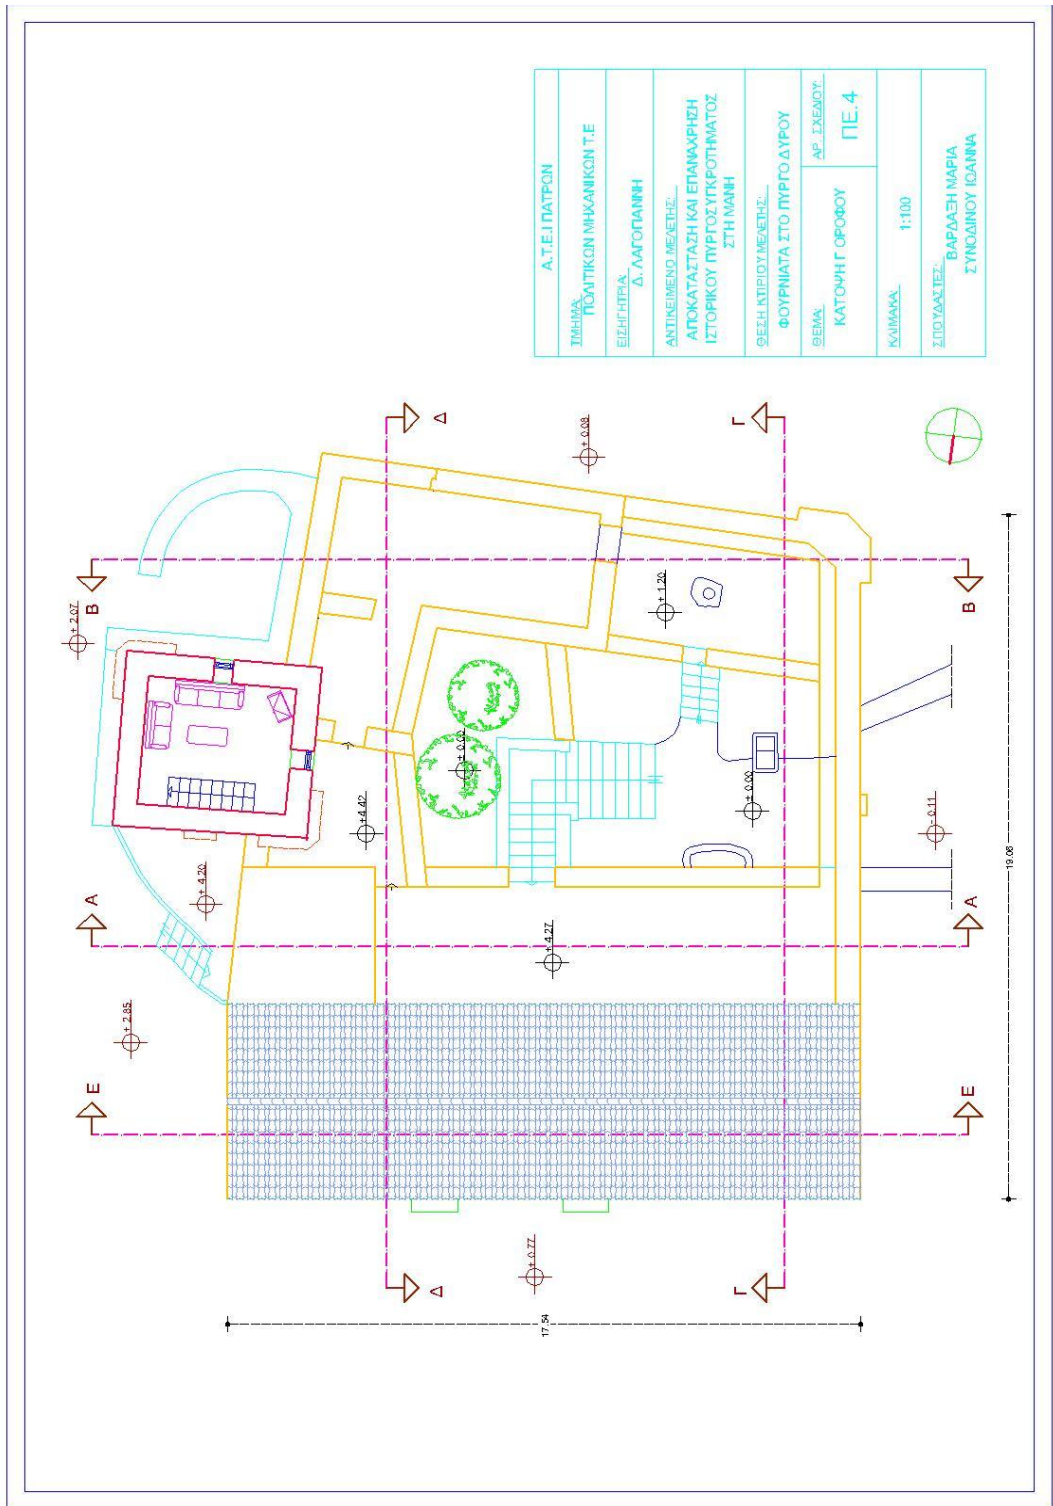 Α.Τ.Ε.Ι ΠΑΤΡΩΝ
ΤΜΗΜΑ:
ΠΟΛΙΤΙΚΩΝ ΜΗΧΑΝΙΚΩΝ Τ.Ε
ΕΙΣΗΓΗΤΡΙΑ:
Δ. ΛΑΓΟΓΙΑΝΝΗ
ΑΝΤΙΚΕΙΜΕΝΟ ΜΕΛΕΤΗΣ:
ΑΠΟΚΑΤΑΣΤΑΣΗ ΚΑΙ ΕΠΑΝΑΧΡΗΣΗ
ΙΣΤΟΡΙΚΟΥ ΠΥΡΓΟΣΥΓΚΡΟΤΗΜΑΤΟΣ
ΣΤΗ ΜΑΝΗ
ΘΕΣΗ ΚΤΙΡΙΟΥ ΜΕΛΕΤΗΣ:
ΦΟΥΡΝΙΑΤΑ ΣΤΟ ΠΥΡΓΟ ΔΥΡΟΥ
ΘΕΜΑ:
ΚΑΤΟΨΗ Γ ΟΡΟΦΟΥ
ΑΡ. ΣΧΕΔΙΟΥ:
ΠΕ.4
ΚΛΙΜΑΚΑ:
1:100
ΣΠΟΥΔΑΣΤΕΣ:
ΒΑΡΔΑΞΗ ΜΑΡΙΑ
ΣΥΝΟΔΙΝΟΥ ΙΩΑΝΝΑ
Δ
Γ
+ 0.08
Β
Β
+ 2.07
+ 1.20
± 0.00
± 0.00
+4.42
- 0.11
19.06
+ 4.20
Α
Α
+ 4.27
+ 2.85
Ε
Ε
+ 0.77
Δ
Γ
17.54